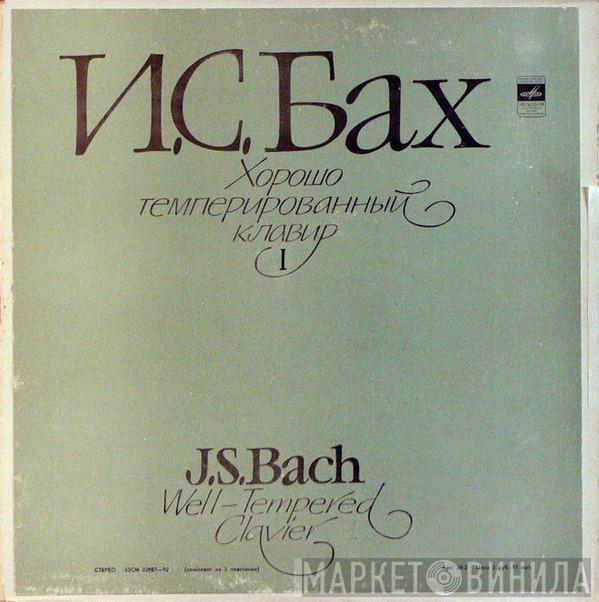 И.С.Бах
МЕЛОДИЯ
Хорошо
темперированный
клавир
I
J.S.Bach
Well-Tempered
Clavier 1
СТЕРЕО 33СМ 02987—92 (комплект из 3 пластинок)
МАРКЕТ ВИНИЛА